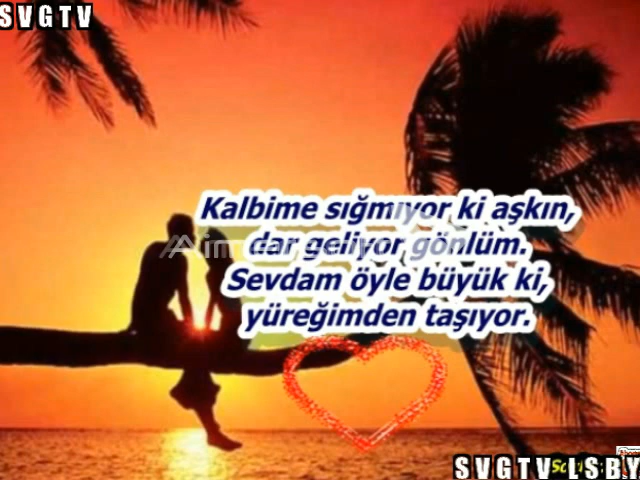 SVGTV
Kalbime sığmıyor ki aşkın,
dar geliyor gönlüm.
Sevdam öyle büyük ki,
yüreğimden taşıyor.
SVGTV LSBY